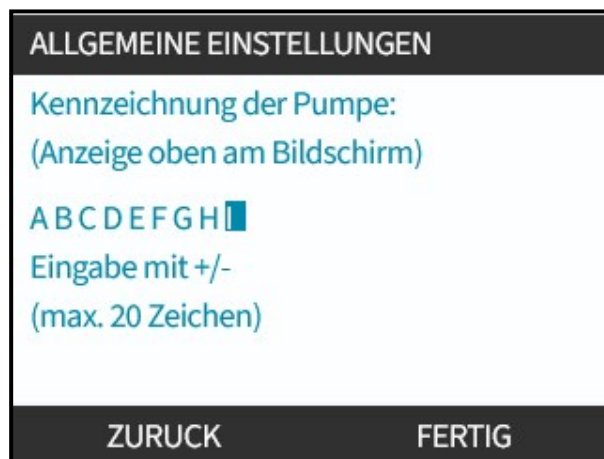 ALLGEMEINE EINSTELLUNGEN
Kennzeichnung der Pumpe:
(Anzeige oben am Bildschirm)
A B C D E F G H I
Eingabe mit +/-
(max. 20 Zeichen)
ZURUCK FERTIG